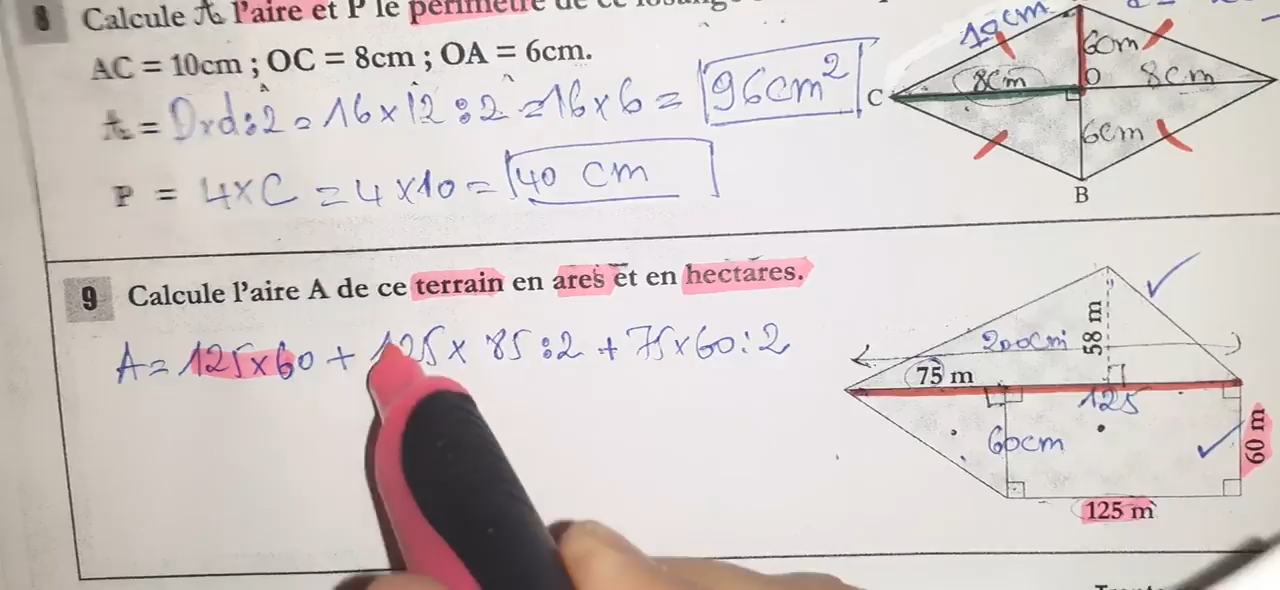 8 Calcule A l'aire et P le périmètre de ce losange
AC = 10cm ; OC = 8cm ; OA = 6cm.
A = Dxd:2 = 16x12:2 = 16x6 = 96cm²
P = 4xC = 4x10 = 40 cm
10cm
6cm
8cm O 8cm
C
6cm
B
9 Calcule l'aire A de ce terrain en ares et en hectares.
A = 125x60 + 125x 85:2 + 75x60:2
200cm
58 m
75 m
125
60cm
60 m
125 m